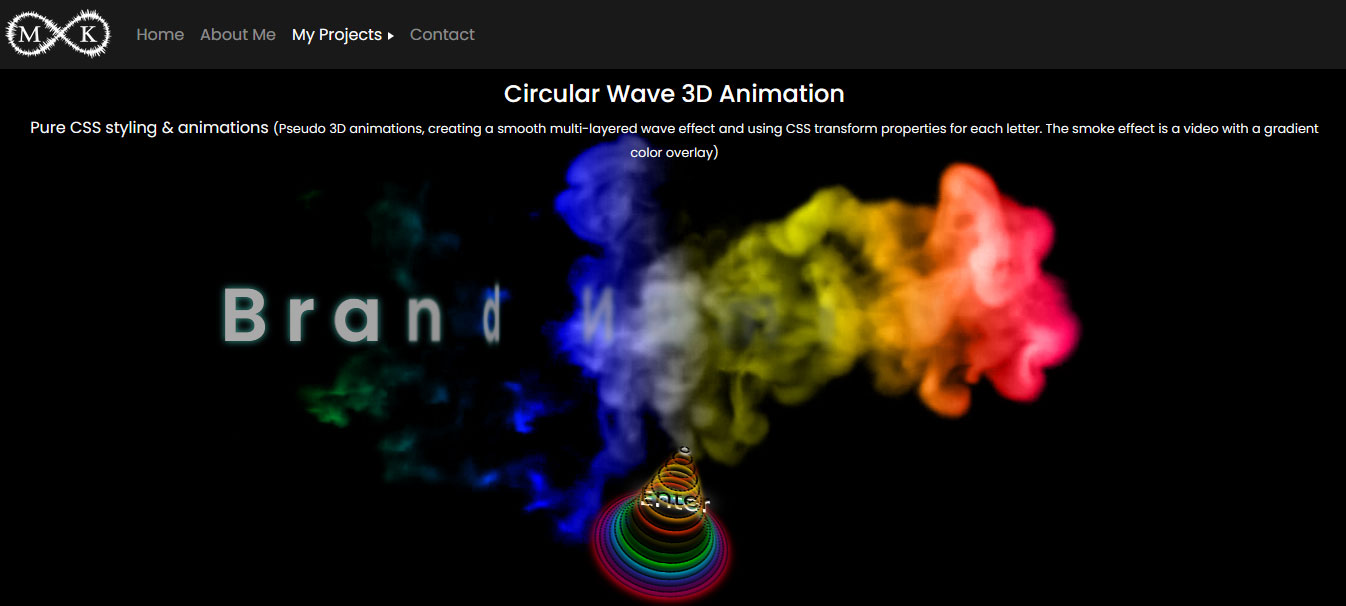 M K
Home About Me My Projects Contact
Circular Wave 3D Animation
Pure CSS styling & animations (Pseudo 3D animations, creating a smooth multi-layered wave effect and using CSS transform properties for each letter. The smoke effect is a video with a gradient
color overlay)
Brand N
Enter